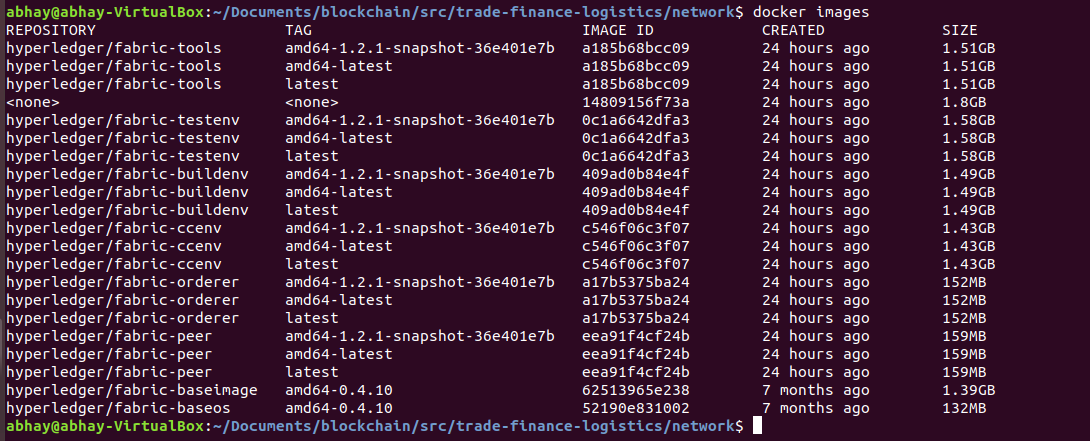 abhay@abhay-VirtualBox:~/Documents/blockchain/src/trade-finance-logistics/network$ docker images
REPOSITORY TAG IMAGE ID CREATED SIZE
hyperledger/fabric-tools amd64-1.2.1-snapshot-36e401e7b a185b68bcc09 24 hours ago 1.51GB
hyperledger/fabric-tools amd64-latest a185b68bcc09 24 hours ago 1.51GB
hyperledger/fabric-tools latest a185b68bcc09 24 hours ago 1.51GB
<none> <none> 14809156f73a 24 hours ago 1.8GB
hyperledger/fabric-testenv amd64-1.2.1-snapshot-36e401e7b 0c1a6642dfa3 24 hours ago 1.58GB
hyperledger/fabric-testenv amd64-latest 0c1a6642dfa3 24 hours ago 1.58GB
hyperledger/fabric-testenv latest 0c1a6642dfa3 24 hours ago 1.58GB
hyperledger/fabric-buildenv amd64-1.2.1-snapshot-36e401e7b 409ad0b84e4f 24 hours ago 1.49GB
hyperledger/fabric-buildenv amd64-latest 409ad0b84e4f 24 hours ago 1.49GB
hyperledger/fabric-buildenv latest 409ad0b84e4f 24 hours ago 1.49GB
hyperledger/fabric-ccenv amd64-1.2.1-snapshot-36e401e7b c546f06c3f07 24 hours ago 1.43GB
hyperledger/fabric-ccenv amd64-latest c546f06c3f07 24 hours ago 1.43GB
hyperledger/fabric-ccenv latest c546f06c3f07 24 hours ago 1.43GB
hyperledger/fabric-orderer amd64-1.2.1-snapshot-36e401e7b a17b5375ba24 24 hours ago 152MB
hyperledger/fabric-orderer amd64-latest a17b5375ba24 24 hours ago 152MB
hyperledger/fabric-orderer latest a17b5375ba24 24 hours ago 152MB
hyperledger/fabric-peer amd64-1.2.1-snapshot-36e401e7b eea91f4cf24b 24 hours ago 159MB
hyperledger/fabric-peer amd64-latest eea91f4cf24b 24 hours ago 159MB
hyperledger/fabric-peer latest eea91f4cf24b 24 hours ago 159MB
hyperledger/fabric-baseimage amd64-0.4.10 62513965e238 7 months ago 1.39GB
hyperledger/fabric-baseos amd64-0.4.10 52190e831002 7 months ago 132MB
abhay@abhay-VirtualBox:~/Documents/blockchain/src/trade-finance-logistics/network$